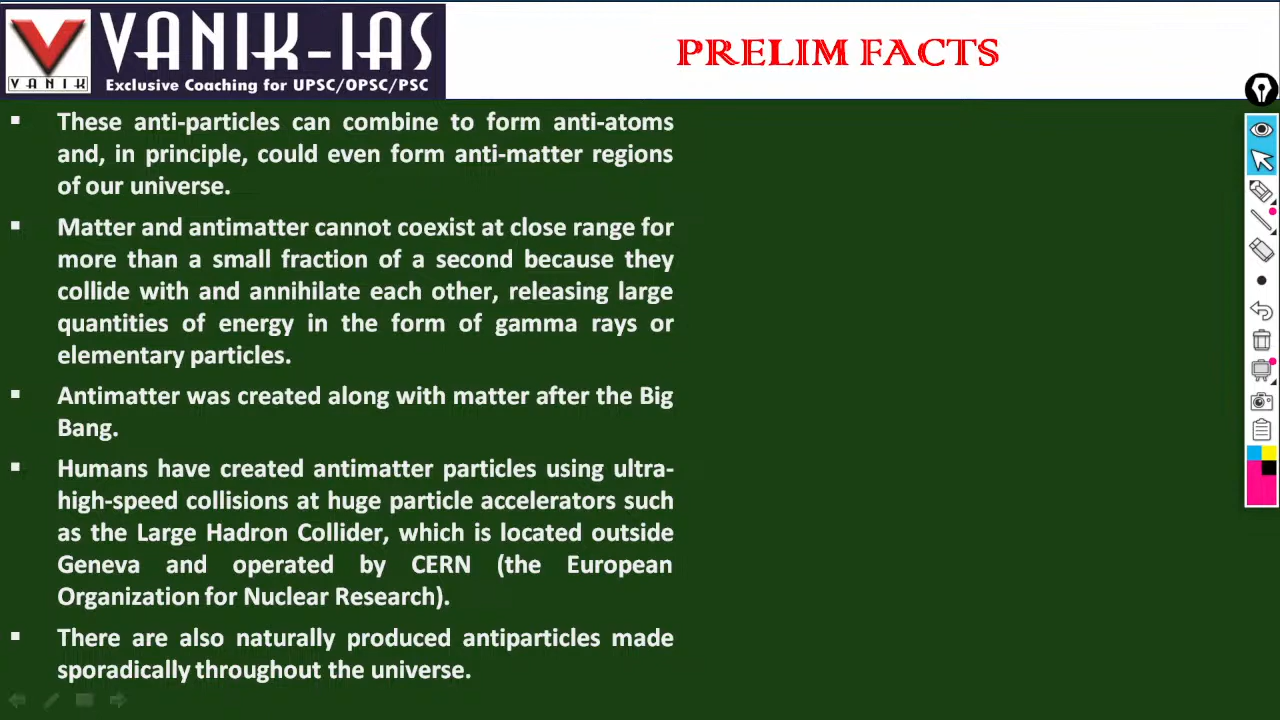 VANIK-IAS
VANIK
Exclusive Coaching for UPSC/OPSC/PSC
PRELIM FACTS
▪ These anti-particles can combine to form anti-atoms
and, in principle, could even form anti-matter regions
of our universe.
▪ Matter and antimatter cannot coexist at close range for
more than a small fraction of a second because they
collide with and annihilate each other, releasing large
quantities of energy in the form of gamma rays or
elementary particles.
▪ Antimatter was created along with matter after the Big
Bang.
▪ Humans have created antimatter particles using ultra-
high-speed collisions at huge particle accelerators such
as the Large Hadron Collider, which is located outside
Geneva and operated by CERN (the European
Organization for Nuclear Research).
▪ There are also naturally produced antiparticles made
sporadically throughout the universe.